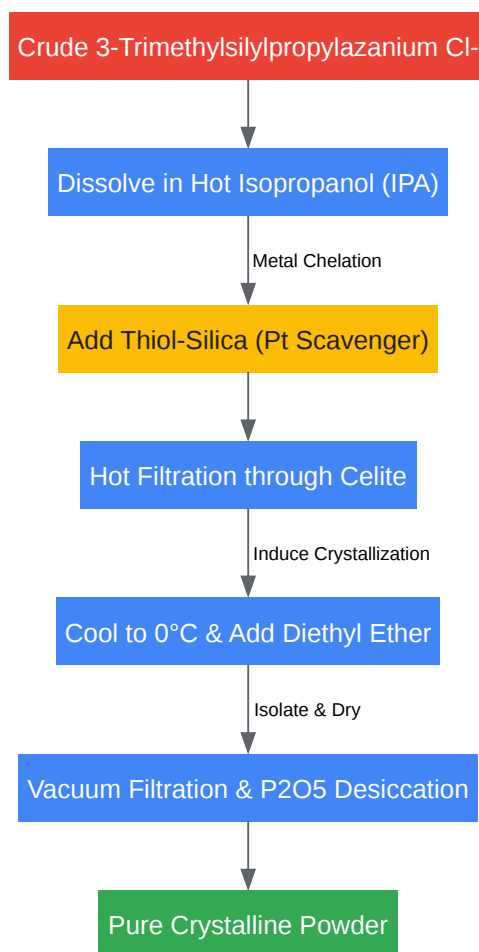 Crude 3-Trimethylsilylpropylazanium Cl-
Dissolve in Hot Isopropanol (IPA)
Metal Chelation
Add Thiol-Silica (Pt Scavenger)
Hot Filtration through Celite
Induce Crystallization
Cool to 0°C & Add Diethyl Ether
Isolate & Dry
Vacuum Filtration & P2O5 Desiccation
Pure Crystalline Powder